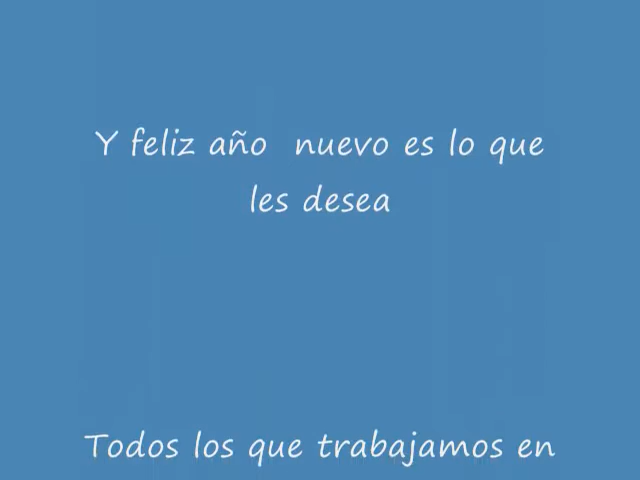 Y feliz año nuevo es lo que
les desea
Todos los que trabajamos en